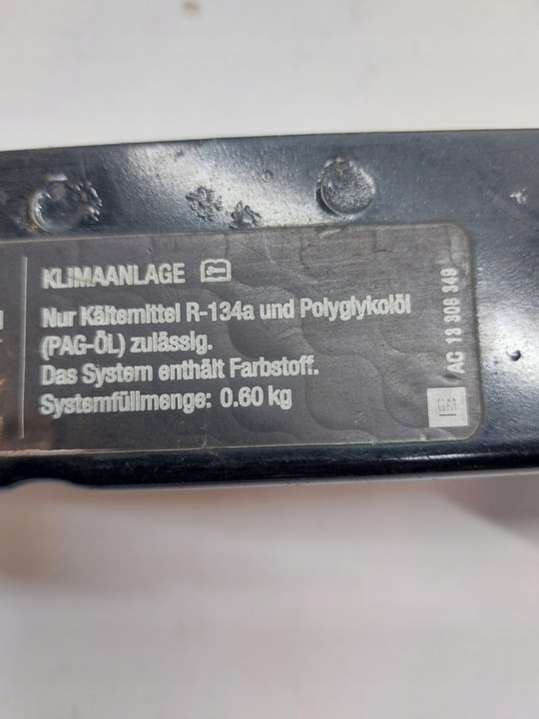 KLIMAANLAGE
Nur Kältemittel R-134a und Polyglykolöl
(PAG-ÖL) zulässig.
Das System enthält Farbstoff.
Systemfüllmenge: 0.60 kg
AC 13 308 349
GM